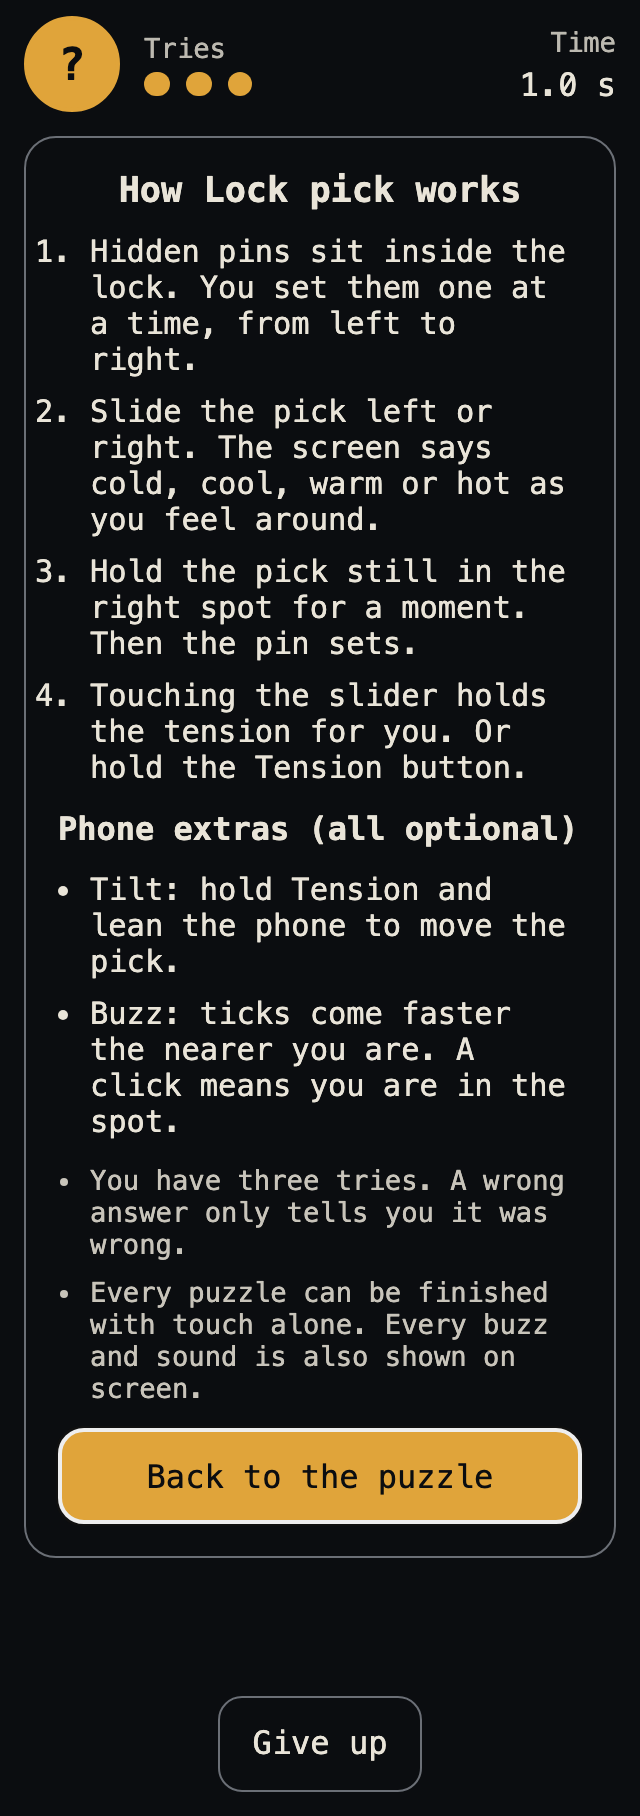 ?
Tries
Time
1.0 s
How Lock pick works
1. Hidden pins sit inside the
lock. You set them one at
a time, from left to
right.
2. Slide the pick left or
right. The screen says
cold, cool, warm or hot as
you feel around.
3. Hold the pick still in the
right spot for a moment.
Then the pin sets.
4. Touching the slider holds
the tension for you. Or
hold the Tension button.
Phone extras (all optional)
• Tilt: hold Tension and
lean the phone to move the
pick.
• Buzz: ticks come faster
the nearer you are. A
click means you are in the
spot.
• You have three tries. A wrong
answer only tells you it was
wrong.
• Every puzzle can be finished
with touch alone. Every buzz
and sound is also shown on
screen.
Back to the puzzle
Give up